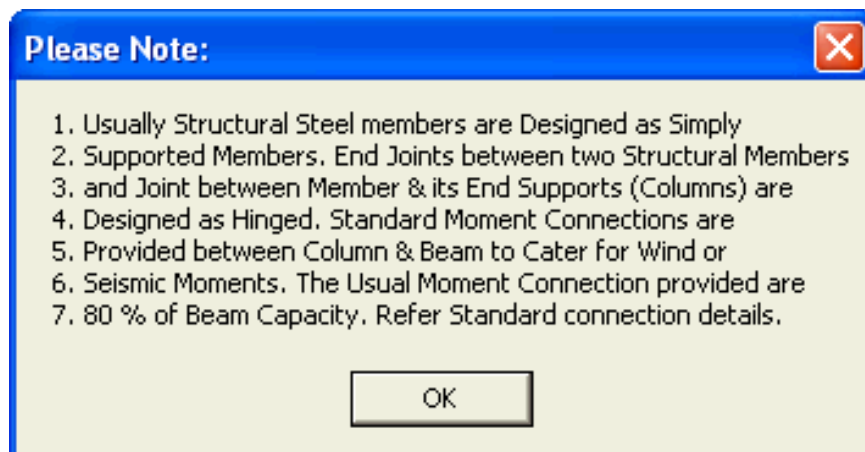 Please Note:
1. Usually Structural Steel members are Designed as Simply
2. Supported Members. End Joints between two Structural Members
3. and Joint between Member & its End Supports (Columns) are
4. Designed as Hinged. Standard Moment Connections are
5. Provided between Column & Beam to Cater for Wind or
6. Seismic Moments. The Usual Moment Connection provided are
7. 80 % of Beam Capacity. Refer Standard connection details.
OK